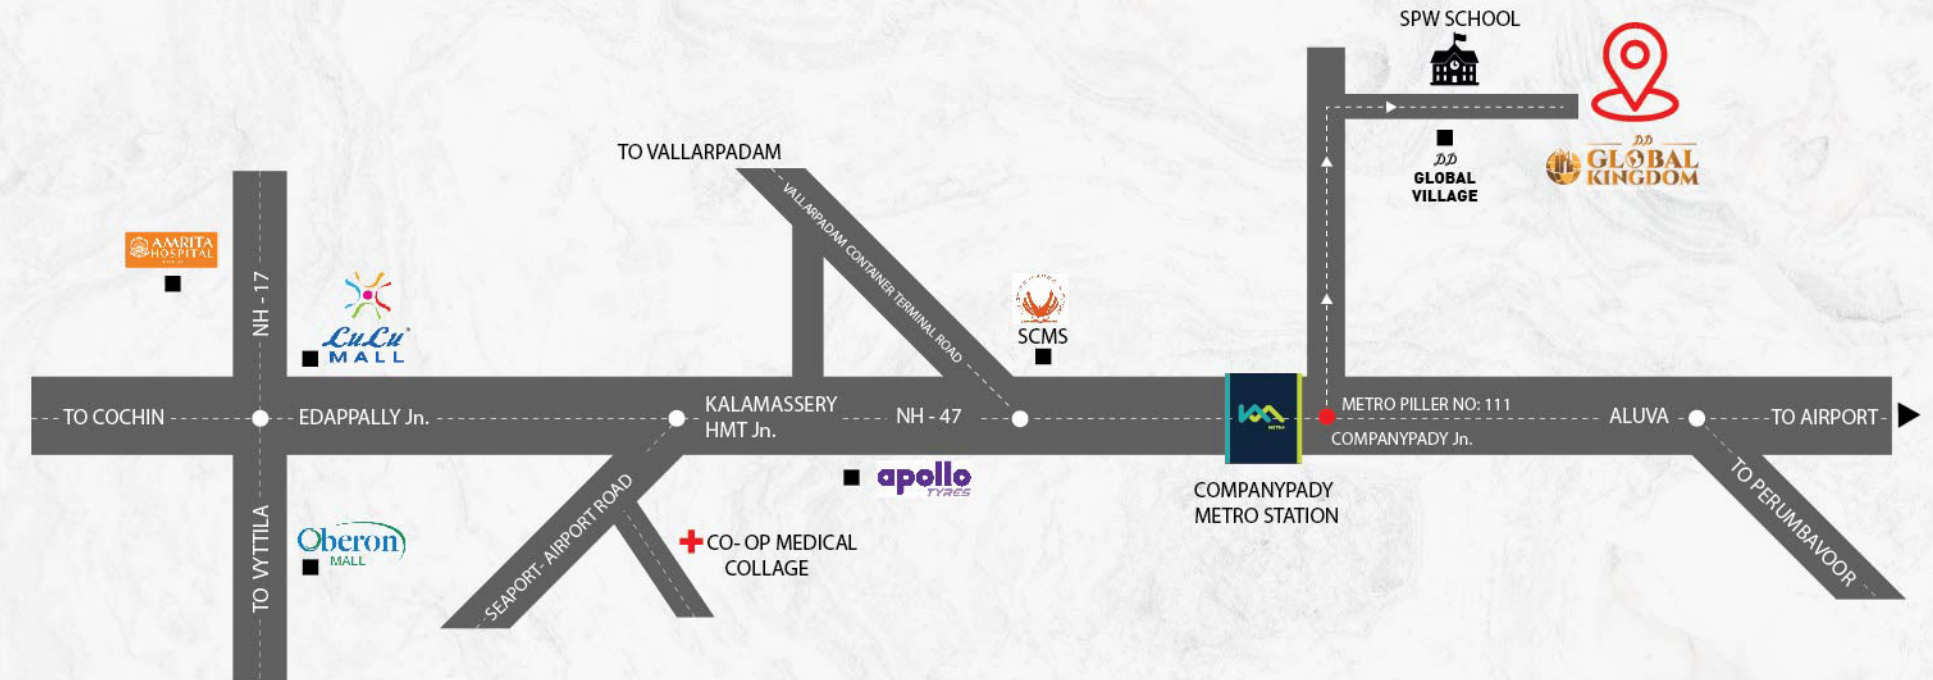 SPW SCHOOL
DD
GLOBAL
KINGDOM
DD
GLOBAL
VILLAGE
TO VALLARPADAM
VALLARPADAM CONTAINER TERMINAL ROAD
AMRITA
HOSPITAL
NH - 17
LuLu
MALL
SCMS
TO COCHIN
EDAPPALLY Jn.
KALAMASSERY
HMT Jn.
NH - 47
METRO
METRO PILLER NO: 111
COMPANYPADY Jn.
ALUVA
TO AIRPORT
apollo
TYRES
COMPANYPADY
METRO STATION
TO PERUMBAVOOR
TO VYTTILA
Oberon
MALL
SEAPORT- AIRPORT ROAD
CO- OP MEDICAL
COLLAGE